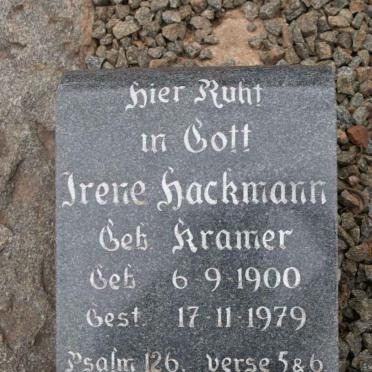 Hier Ruht
in Gott
Irene Hackmann
Geb Kramer
Geb 6-9-1900
Gest. 17-11-1979
Psalm 126. verse 5&6